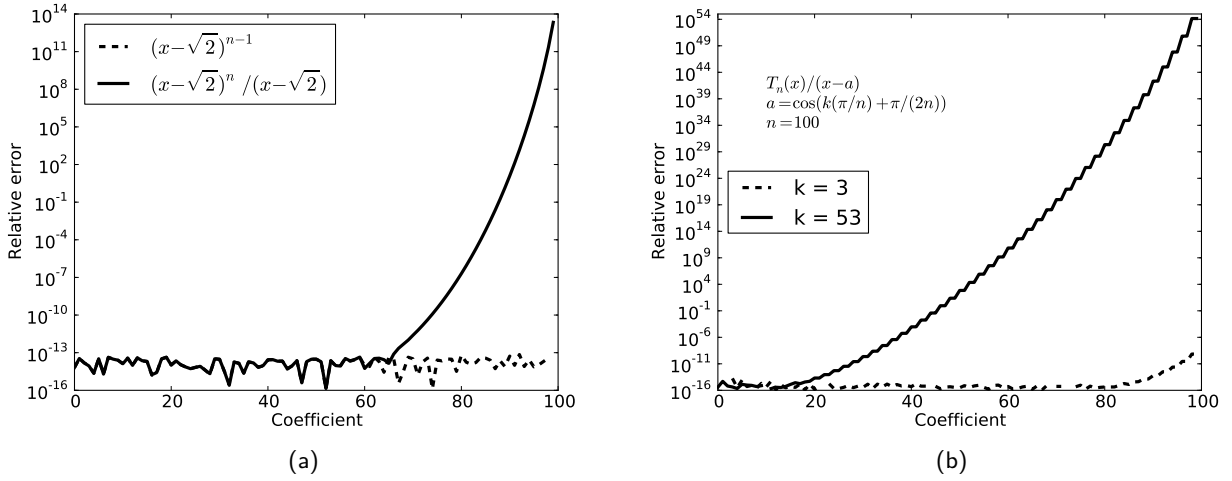 10^14
10^11
10^8
10^5
10^2
10^-1
10^-4
10^-7
10^-10
10^-13
10^-16
Relative error
(x−√2)^{n−1}
(x−√2)^n /(x−√2)
0 20 40 60 80 100
Coefficient
(a)
10^54
10^49
10^44
10^39
10^34
10^29
10^24
10^19
10^14
10^9
10^4
10^-1
10^-6
10^-11
10^-16
Relative error
T_n(x)/(x−a)
a=cos(k(π/n)+π/(2n))
n=100
k = 3
k = 53
0 20 40 60 80 100
Coefficient
(b)